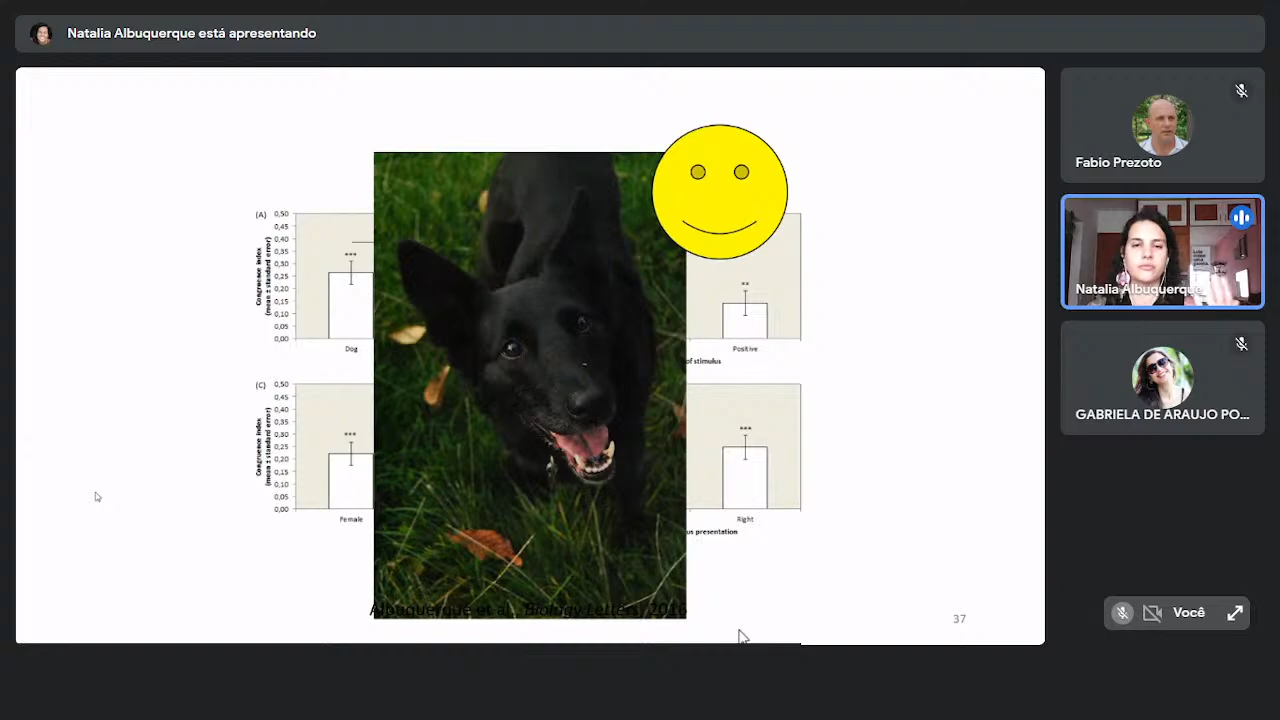 Natalia Albuquerque está apresentando
(A)
0,50
0,45
0,40
0,35
0,30
0,25
0,20
0,15
0,10
0,05
0,00
Congruence index
(mean ± standard error)
***
Dog
**
Positive
of stimulus
(C)
0,50
0,45
0,40
0,35
0,30
0,25
0,20
0,15
0,10
0,05
0,00
Congruence index
(mean ± standard error)
***
Female
***
Right
us presentation
Albuquerque et al., Biology Letters, 2016
37
Fabio Prezoto
Natalia Albuquerque
GABRIELA DE ARAUJO PO...
Você